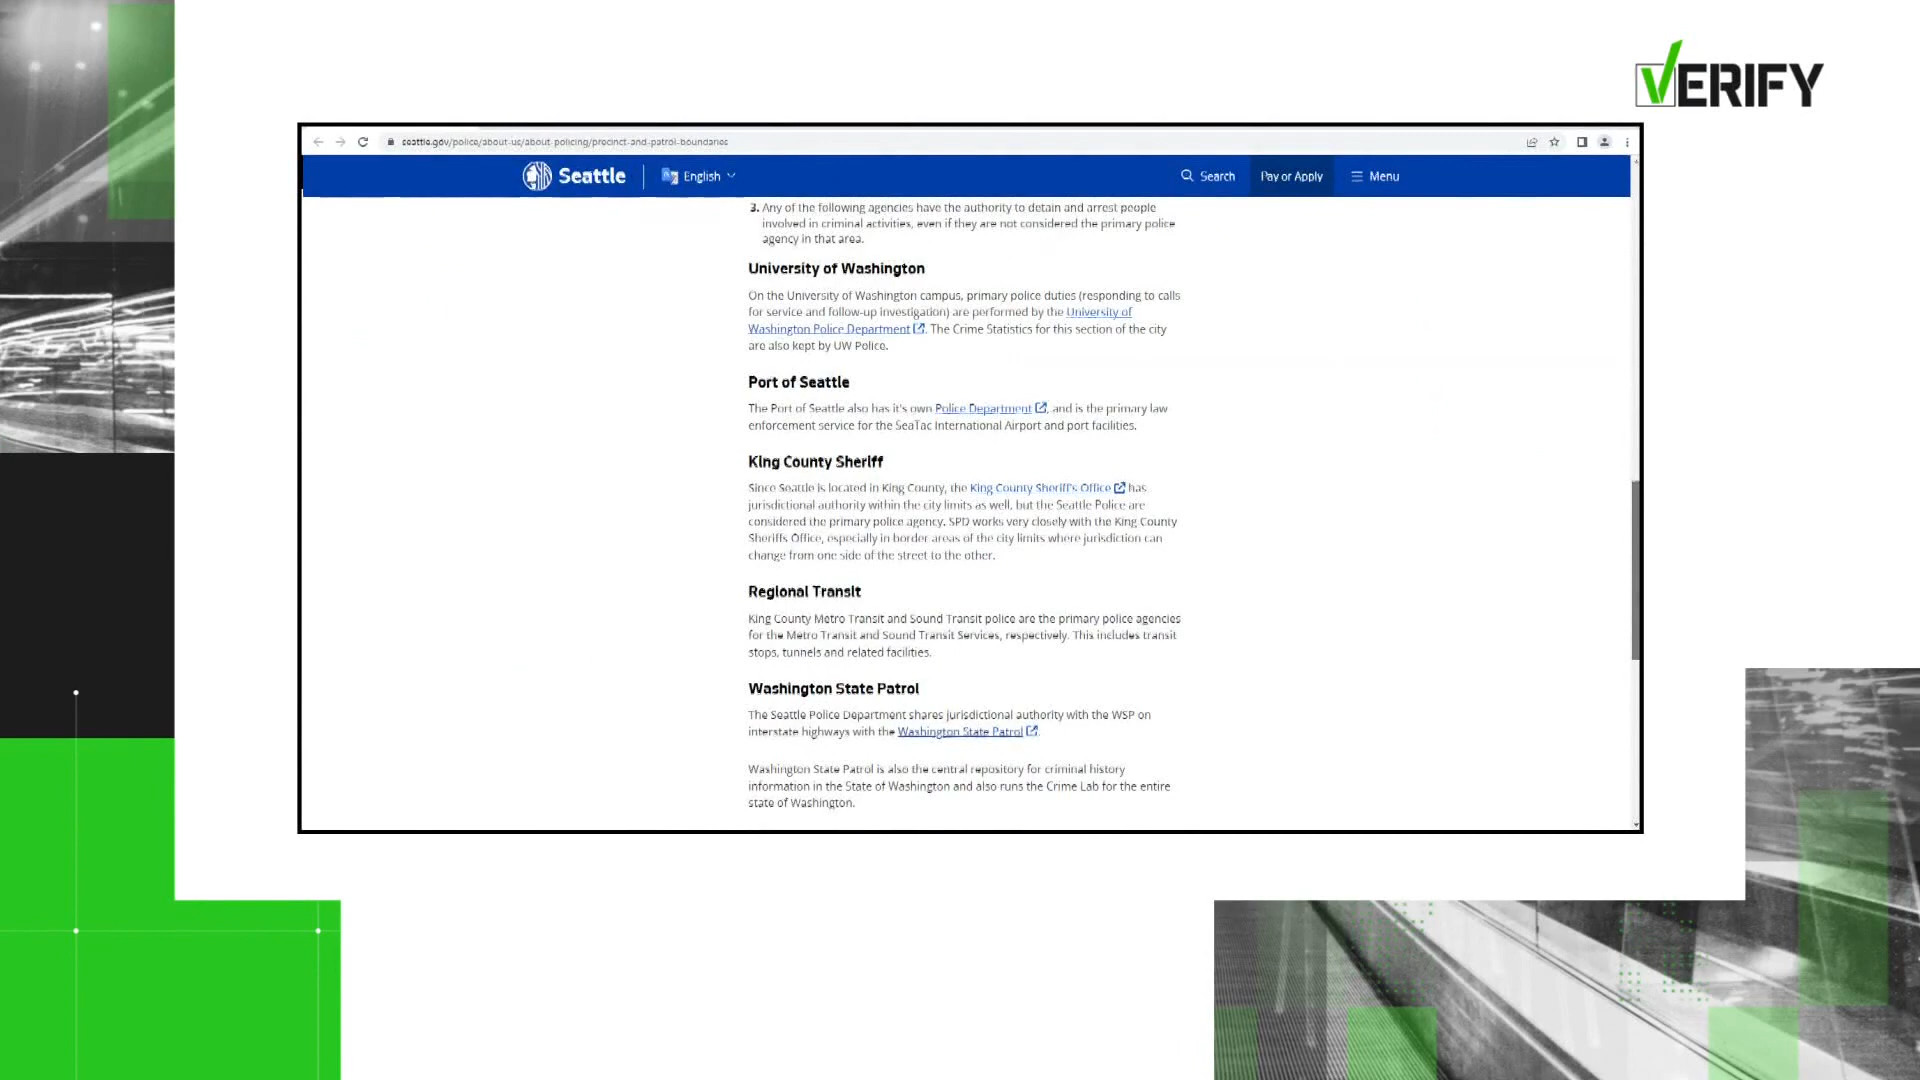 VERIFY
seattle.gov/police/about-us/about-policing/precinct-and-patrol-boundaries
Seattle English Search Pay or Apply Menu
3. Any of the following agencies have the authority to detain and arrest people
involved in criminal activities, even if they are not considered the primary police
agency in that area.
University of Washington
On the University of Washington campus, primary police duties (responding to calls
for service and follow-up investigation) are performed by the University of
Washington Police Department. The Crime Statistics for this section of the city
are also kept by UW Police.
Port of Seattle
The Port of Seattle also has it's own Police Department, and is the primary law
enforcement service for the SeaTac International Airport and port facilities.
King County Sheriff
Since Seattle is located in King County, the King County Sheriff's Office has
jurisdictional authority within the city limits as well, but the Seattle Police are
considered the primary police agency. SPD works very closely with the King County
Sheriffs Office, especially in border areas of the city limits where jurisdiction can
change from one side of the street to the other.
Regional Transit
King County Metro Transit and Sound Transit police are the primary police agencies
for the Metro Transit and Sound Transit Services, respectively. This includes transit
stops, tunnels and related facilities.
Washington State Patrol
The Seattle Police Department shares jurisdictional authority with the WSP on
interstate highways with the Washington State Patrol.
Washington State Patrol is also the central repository for criminal history
information in the State of Washington and also runs the Crime Lab for the entire
state of Washington.